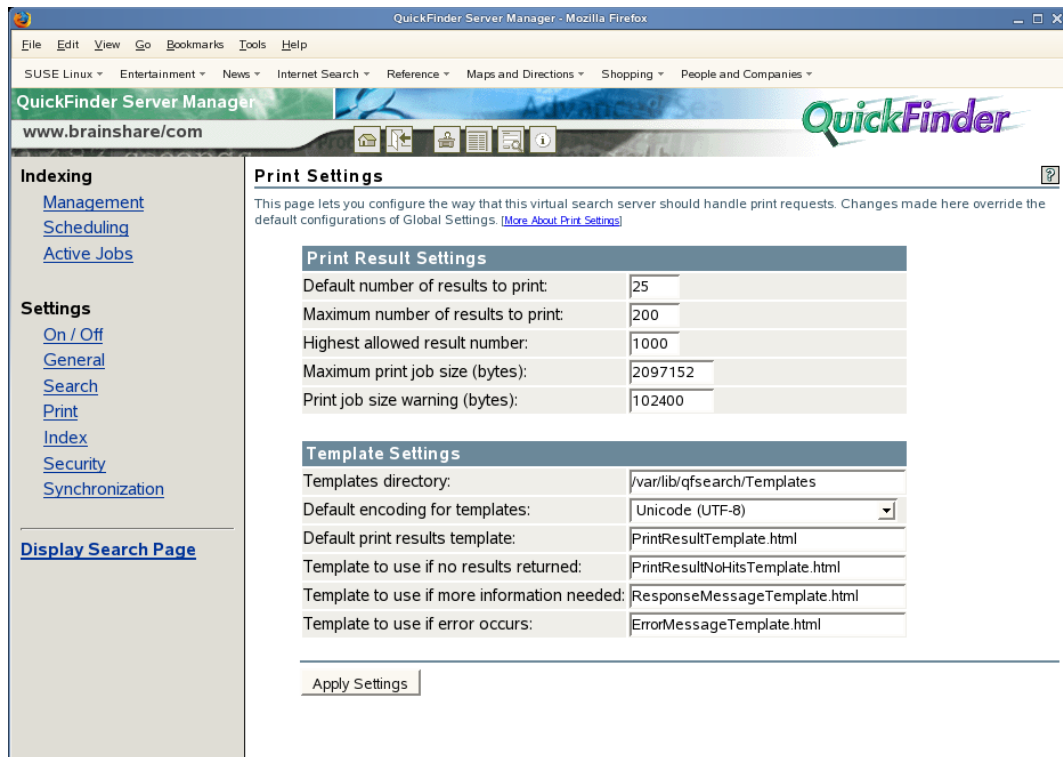 QuickFinder Server Manager - Mozilla Firefox
File Edit View Go Bookmarks Tools Help
SUSE Linux Entertainment News Internet Search Reference Maps and Directions Shopping People and Companies
QuickFinder Server Manager
Advanced Sea
www.brainshare/com
QuickFinder
Indexing
Management
Scheduling
Active Jobs
Settings
On / Off
General
Search
Print
Index
Security
Synchronization
Display Search Page
Print Settings
?
This page lets you configure the way that this virtual search server should handle print requests. Changes made here override the
default configurations of Global Settings. [More About Print Settings]
Print Result Settings
Default number of results to print: 25
Maximum number of results to print: 200
Highest allowed result number: 1000
Maximum print job size (bytes): 2097152
Print job size warning (bytes): 102400
Template Settings
Templates directory: /var/lib/qfsearch/Templates
Default encoding for templates: Unicode (UTF-8)
Default print results template: PrintResultTemplate.html
Template to use if no results returned: PrintResultNoHitsTemplate.html
Template to use if more information needed: ResponseMessageTemplate.html
Template to use if error occurs: ErrorMessageTemplate.html
Apply Settings